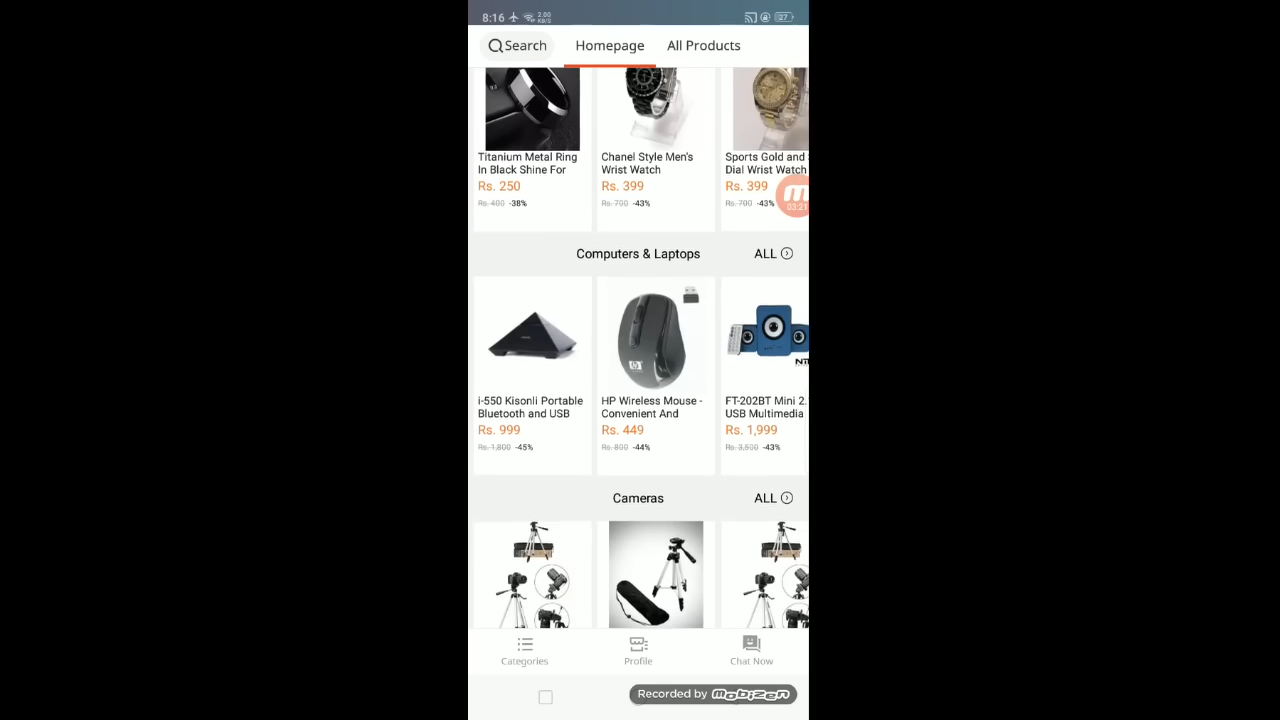 8:16 2.00 KB/S 27
Search Homepage All Products
Titanium Metal Ring
In Black Shine For
Rs. 250
Rs. 400 -38%
Chanel Style Men's
Wrist Watch
Rs. 399
Rs. 700 -43%
Sports Gold and
Dial Wrist Watch
Rs. 399
Rs. 700 -43%
03:21
Computers & Laptops ALL
i-550 Kisonli Portable
Bluetooth and USB
Rs. 999
Rs. 1,800 -45%
hp
HP Wireless Mouse -
Convenient And
Rs. 449
Rs. 800 -44%
FT-202BT Mini 2.
USB Multimedia
Rs. 1,999
Rs. 3,500 -43%
Cameras ALL
Categories Profile Chat Now
Recorded by mobizen